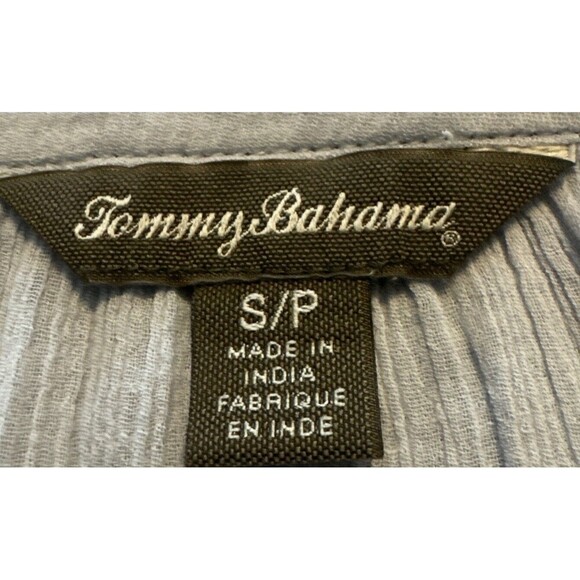 Tommy Bahama®
S/P
MADE IN
INDIA
FABRIQUE
EN INDE